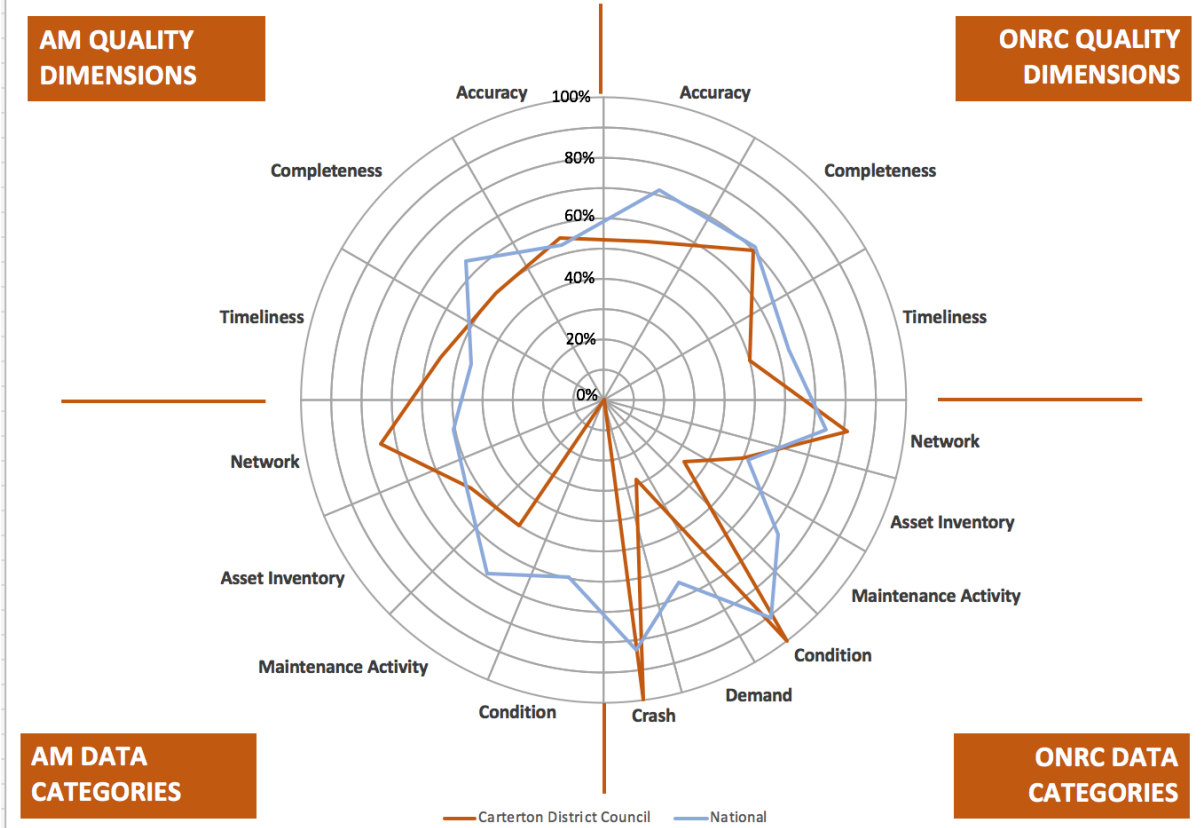 AM QUALITY
DIMENSIONS
ONRC QUALITY
DIMENSIONS
Accuracy
100%
Accuracy
Completeness
80%
Completeness
60%
Timeliness
40%
Timeliness
20%
0%
Network
Network
Asset Inventory
Asset Inventory
Maintenance Activity
Maintenance Activity
Condition
Condition
Demand
Crash
AM DATA
CATEGORIES
ONRC DATA
CATEGORIES
Carterton District Council
National